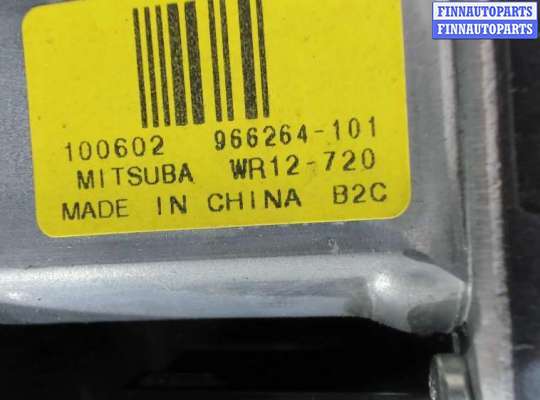 FINNAUTOPARTS
FINNAUTOPARTS
100602 966264-101
MITSUBA WR12-720
MADE IN CHINA B2C